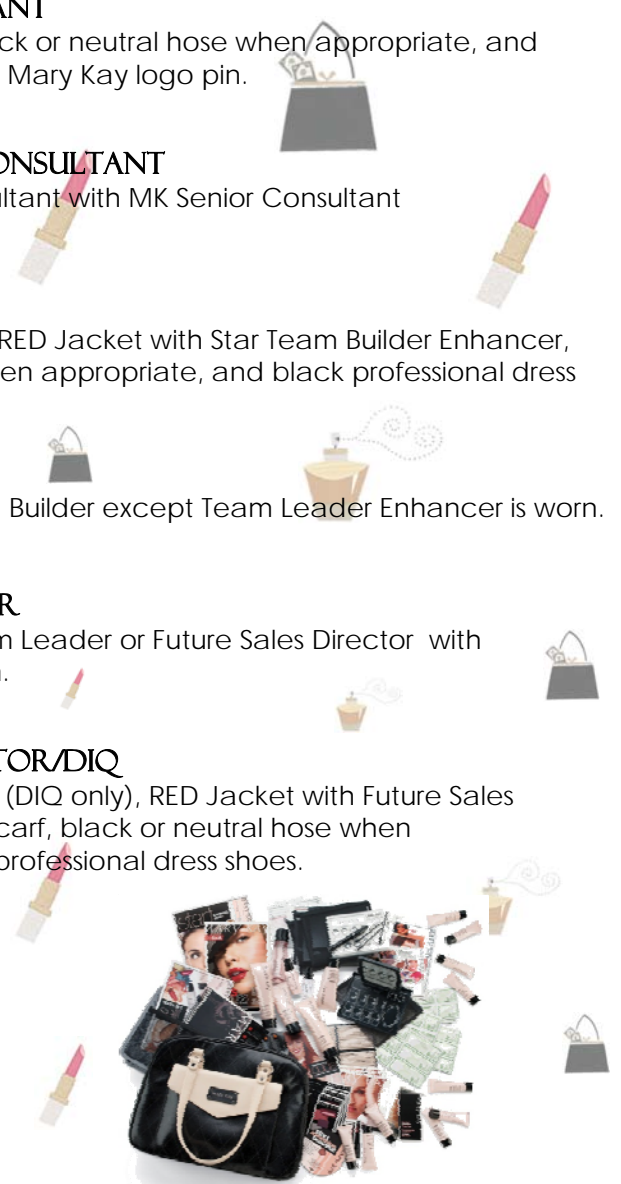 ANT
ck or neutral hose when appropriate, and
Mary Kay logo pin.
ONSULTANT
ultant with MK Senior Consultant
RED Jacket with Star Team Builder Enhancer,
en appropriate, and black professional dress
Builder except Team Leader Enhancer is worn.
R
m Leader or Future Sales Director with
.
TOR/DIQ
(DIQ only), RED Jacket with Future Sales
carf, black or neutral hose when
professional dress shoes.